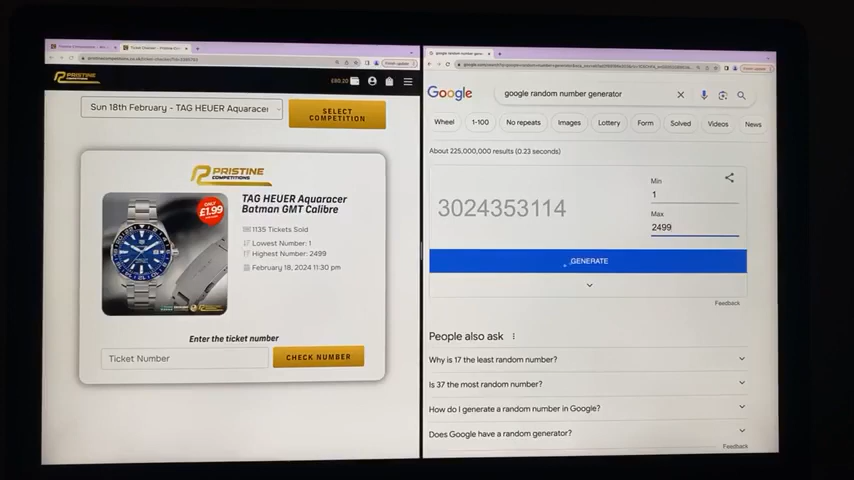 £89.20
PRISTINE
COMPETITIONS
Sun 18th February - TAG HEUER Aquaracer
SELECT
COMPETITION
PRISTINE
COMPETITIONS
ONLY
£1.99
TAG HEUER Aquaracer
Batman GMT Calibre
1135 Tickets Sold
Lowest Number: 1
Highest Number: 2499
February 18, 2024 11:30 pm
Enter the ticket number
Ticket Number
CHECK NUMBER
Google
google random number generator
Wheel
1-100
No repeats
Images
Lottery
Form
Solved
Videos
News
About 225,000,000 results (0.23 seconds)
3024353114
Min
1
Max
2499
GENERATE
Feedback
People also ask
Why is 17 the least random number?
Is 37 the most random number?
How do I generate a random number in Google?
Does Google have a random generator?
Feedback